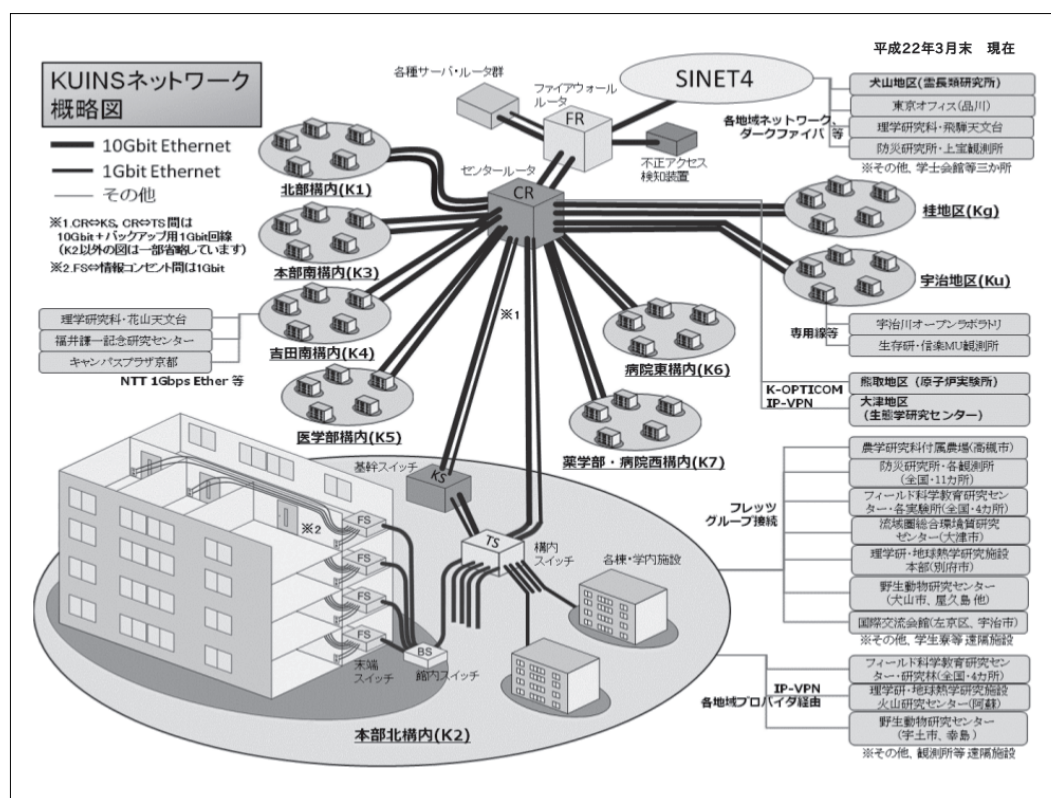 平成22年3月末 現在
KUINSネットワーク
概略図
10Gbit Ethernet
1Gbit Ethernet
その他
※1.CR⇔KS, CR⇔TS間は
10Gbit+バックアップ用1Gbit回線
(K2以外の図は一部省略しています)
※2.FS⇔情報コンセント間は1Gbit
各種サーバ・ルータ群
ファイアウォール
ルータ
FR
SINET4
不正アクセス
検知装置
センタールータ
CR
各地域ネットワーク、
ダークファイバ 等
犬山地区(霊長類研究所)
東京オフィス(品川)
理学研究科・飛騨天文台
防災研究所・上宝観測所
※その他、学士会館等三か所
北部構内(K1)
本部南構内(K3)
吉田南構内(K4)
医学部構内(K5)
病院東構内(K6)
薬学部・病院西構内(K7)
桂地区(Kg)
宇治地区(Ku)
※1
理学研究科・花山天文台
福井謙一記念研究センター
キャンパスプラザ京都
NTT 1Gbps Ether 等
専用線等
宇治川オープンラボラトリ
生存研・信楽MU観測所
K-OPTICOM
IP-VPN
熊取地区 (原子炉実験所)
大津地区
(生態学研究センター)
基幹スイッチ
KS
TS
構内
スイッチ
各棟・学内施設
※2
FS
FS
FS
FS
末端
スイッチ
BS
館内スイッチ
本部北構内(K2)
フレッツ
グループ接続
農学研究科付属農場(高槻市)
防災研究所・各観測所
(全国・11カ所)
フィールド科学教育研究セン
ター・各実験所(全国・4カ所)
流域圏総合環境質研究
センター(大津市)
理学研・地球熱学研究施設
本部(別府市)
野生動物研究センター
(犬山市、屋久島 他)
国際交流会館(左京区、宇治市)
※その他、学生寮等 遠隔施設
IP-VPN
各地域プロバイダ経由
フィールド科学教育研究セン
ター・研究林(全国・4カ所)
理学研・地球熱学研究施設
火山研究センター(阿蘇)
野生動物研究センター
(宇土市、幸島)
※その他、観測所等 遠隔施設